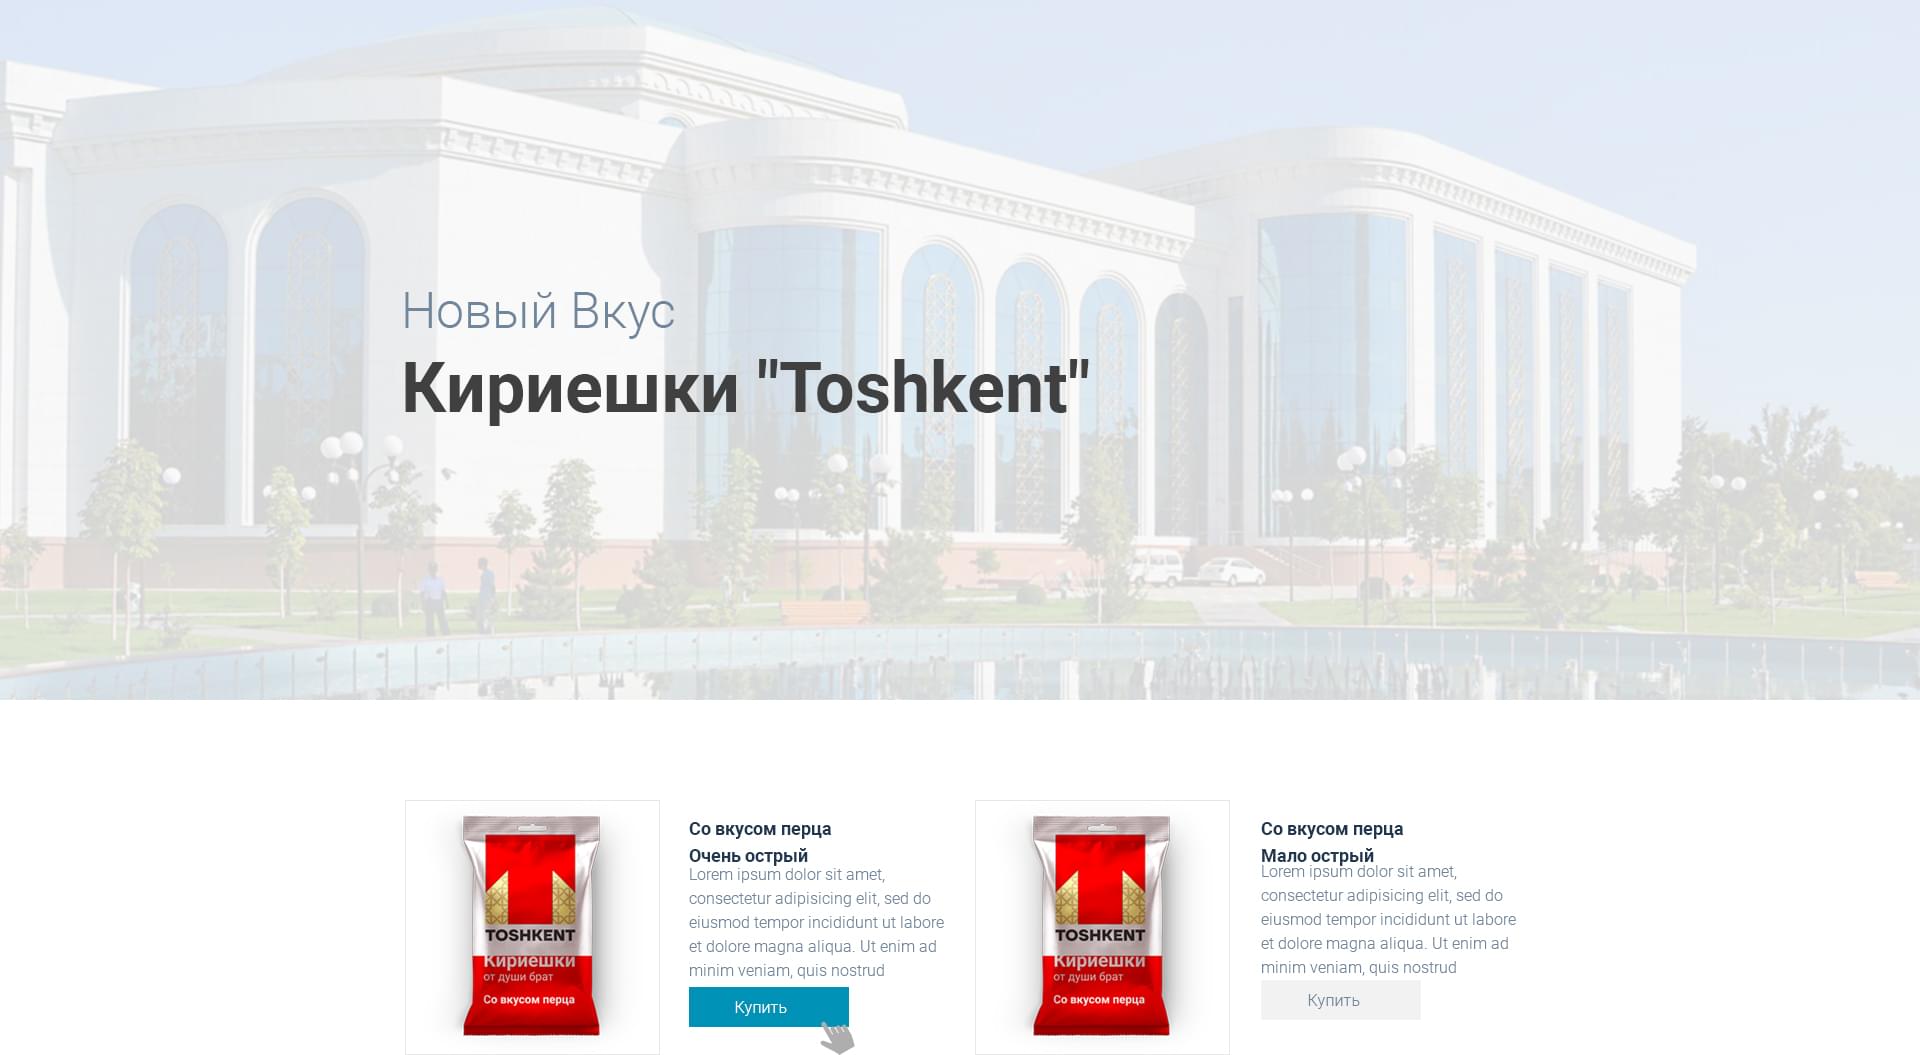 Новый Вкус
Кириешки "Toshkent"
TOSHKENT
Кириешки
от души брат
Со вкусом перца
Со вкусом перца
Очень острый
Lorem ipsum dolor sit amet,
consectetur adipisicing elit, sed do
eiusmod tempor incididunt ut labore
et dolore magna aliqua. Ut enim ad
minim veniam, quis nostrud
Купить
TOSHKENT
Кириешки
от души брат
Со вкусом перца
Со вкусом перца
Мало острый
Lorem ipsum dolor sit amet,
consectetur adipisicing elit, sed do
eiusmod tempor incididunt ut labore
et dolore magna aliqua. Ut enim ad
minim veniam, quis nostrud
Купить